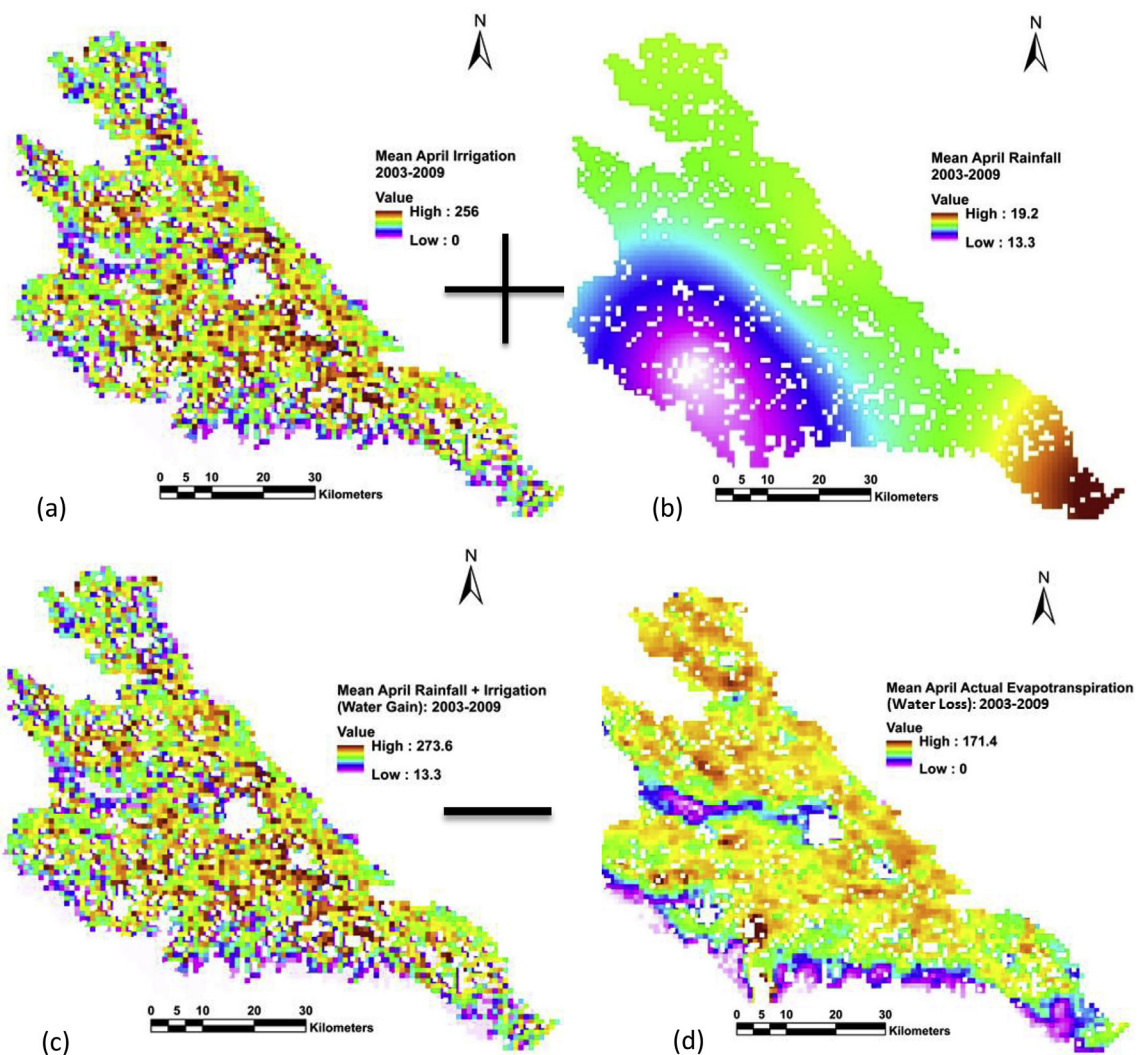 N
Mean April Irrigation
2003-2009
Value
High : 256
Low : 0
0 5 10 20 30
Kilometers
(a)
N
Mean April Rainfall
2003-2009
Value
High : 19.2
Low : 13.3
0 5 10 20 30
Kilometers
(b)
N
Mean April Rainfall + Irrigation
(Water Gain): 2003-2009
Value
High : 273.6
Low : 13.3
0 5 10 20 30
Kilometers
(c)
N
Mean April Actual Evapotranspiration
(Water Loss): 2003-2009
Value
High : 171.4
Low : 0
0 5 10 20 30
Kilometers
(d)